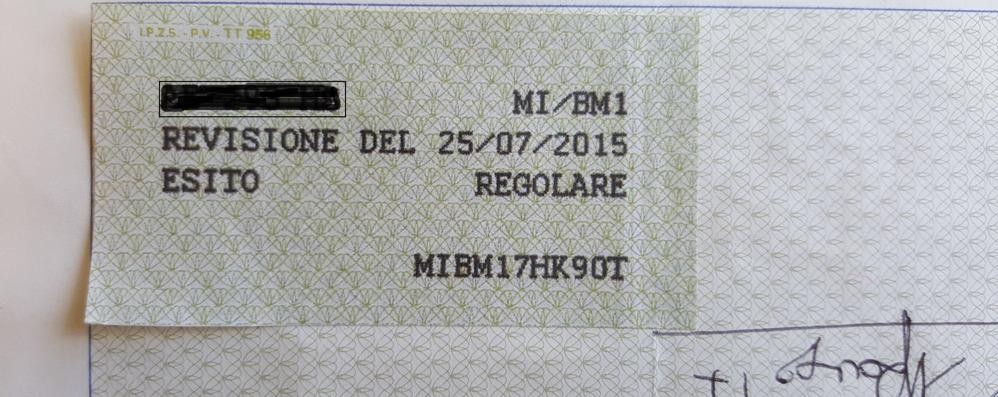 I.P.Z.S. - P.V. - TT 956
MI/BM1
REVISIONE DEL 25/07/2015
ESITO REGOLARE
MIBM17HK90T